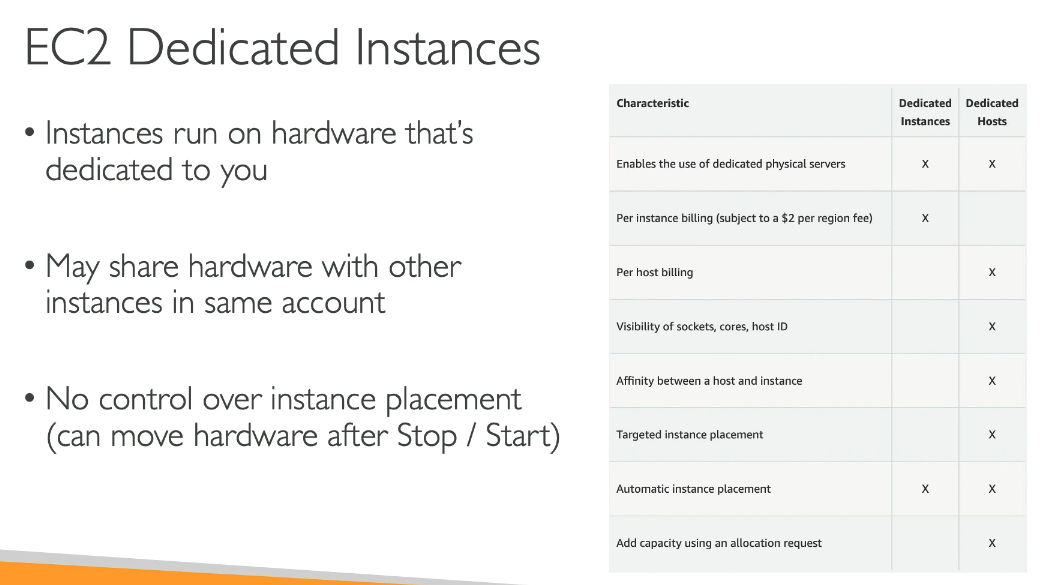 EC2 Dedicated Instances
• Instances run on hardware that's
dedicated to you
• May share hardware with other
instances in same account
• No control over instance placement
(can move hardware after Stop / Start)
Characteristic Dedicated Instances Dedicated Hosts
Enables the use of dedicated physical servers X X
Per instance billing (subject to a $2 per region fee) X
Per host billing X
Visibility of sockets, cores, host ID X
Affinity between a host and instance X
Targeted instance placement X
Automatic instance placement X X
Add capacity using an allocation request X